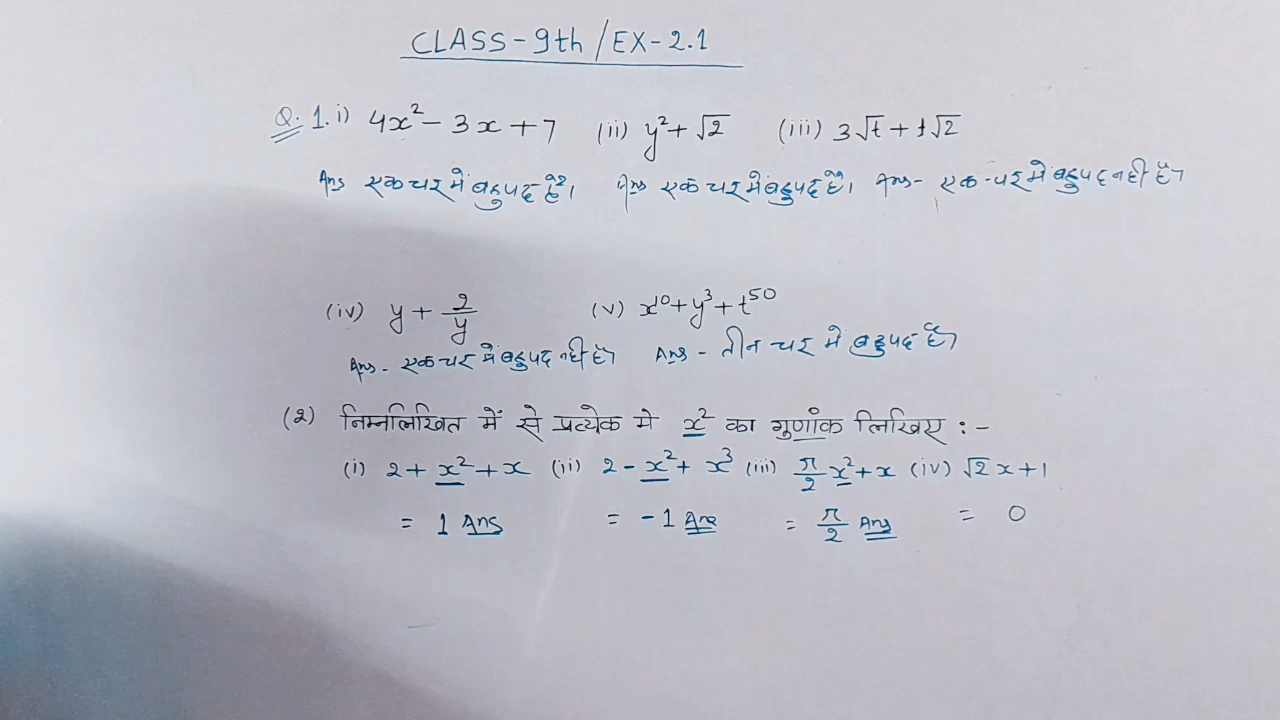 CLASS-9th/EX-2.1
Q.1.i) 4x²-3x+7 (ii) y²+√2 (iii) 3√t+t√2
Ans एक चर में बहुपद है। Ans एक चर में बहुपद है। Ans- एक-चर में बहुपद नही है।
(iv) y+2/y (v) x¹⁰+y³+t⁵⁰
Ans- एक चर में बहुपद नही है। Ans- तीन चर में बहुपद है।
(2) निम्नलिखित में से प्रत्येक मे x² का गुणांक लिखिए :-
(i) 2+x²+x (ii) 2-x²+x³ (iii) π/2 x²+x (iv) √2x+1
= 1 Ans = -1 Ans = π/2 Ans = 0